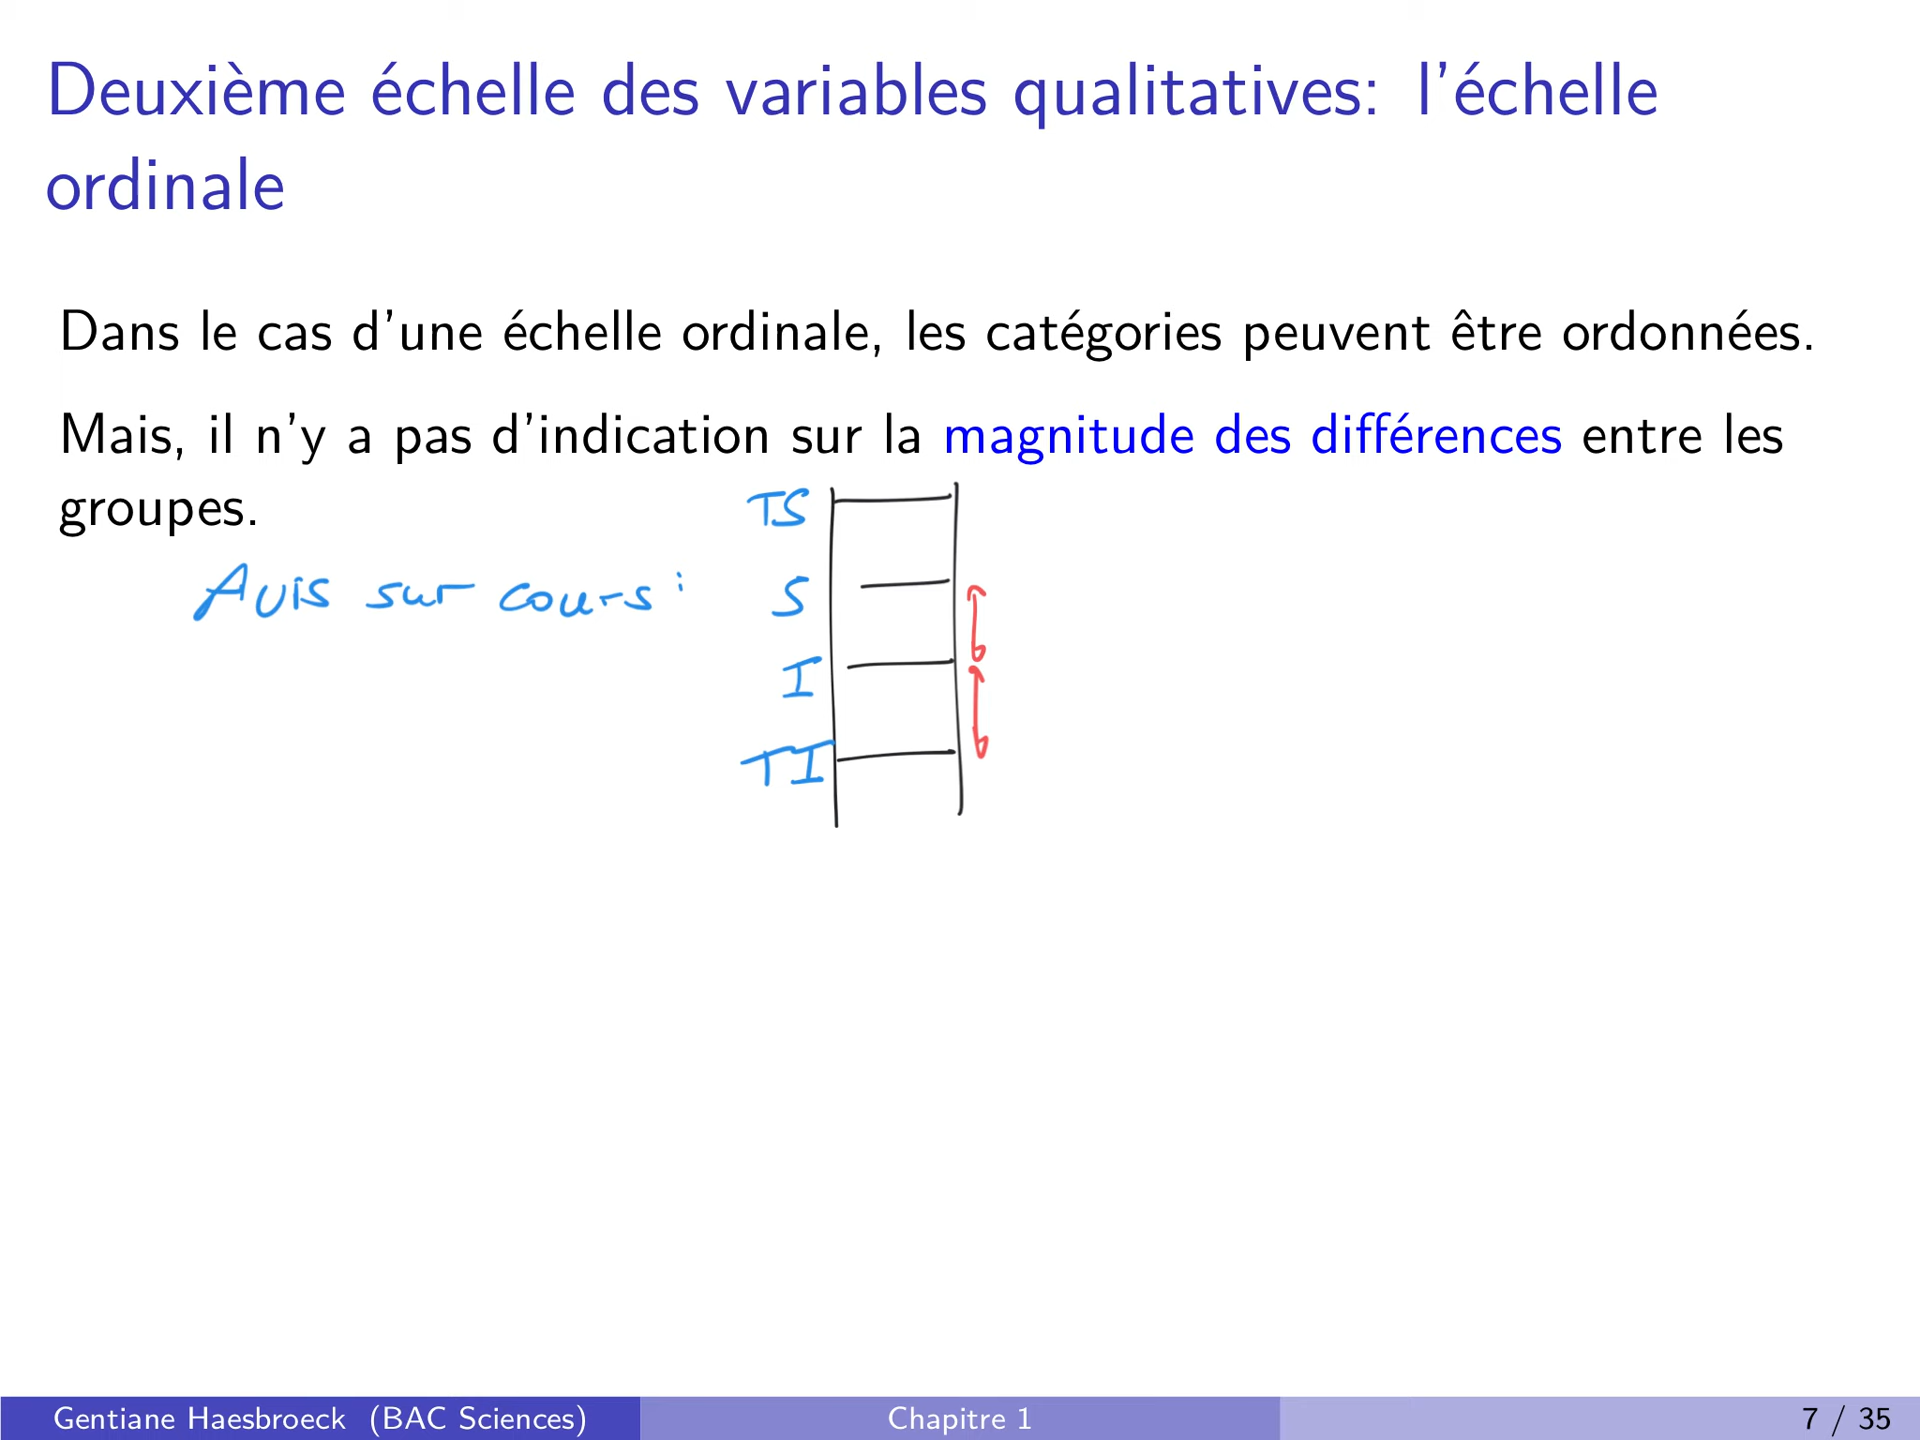 Deuxième échelle des variables qualitatives: l'échelle
ordinale
Dans le cas d'une échelle ordinale, les catégories peuvent être ordonnées.
Mais, il n'y a pas d'indication sur la magnitude des différences entre les
groupes.
TS
Avis sur cours : S
I
TI
Gentiane Haesbroeck (BAC Sciences) Chapitre 1 7 / 35